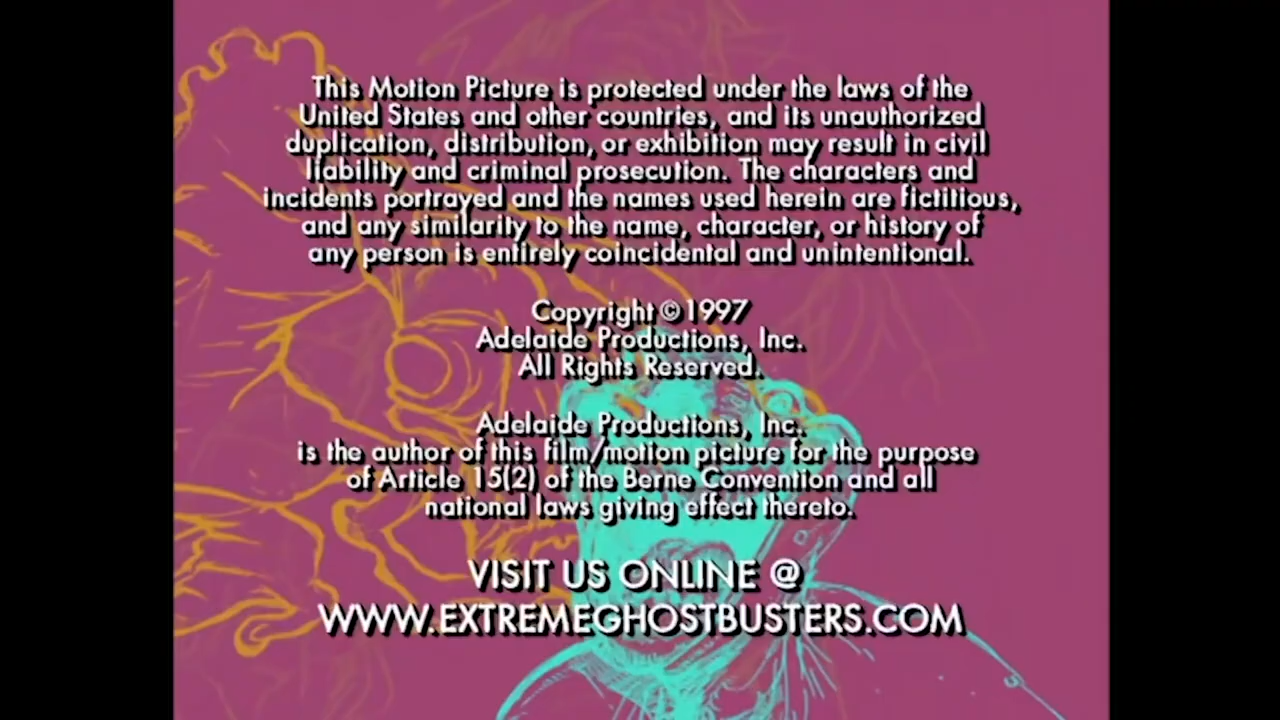 This Motion Picture is protected under the laws of the
United States and other countries, and its unauthorized
duplication, distribution, or exhibition may result in civil
liability and criminal prosecution. The characters and
incidents portrayed and the names used herein are fictitious,
and any similarity to the name, character, or history of
any person is entirely coincidental and unintentional.
Copyright ©1997
Adelaide Productions, Inc.
All Rights Reserved.
Adelaide Productions, Inc.
is the author of this film/motion picture for the purpose
of Article 15(2) of the Berne Convention and all
national laws giving effect thereto.
VISIT US ONLINE @
WWW.EXTREMEGHOSTBUSTERS.COM